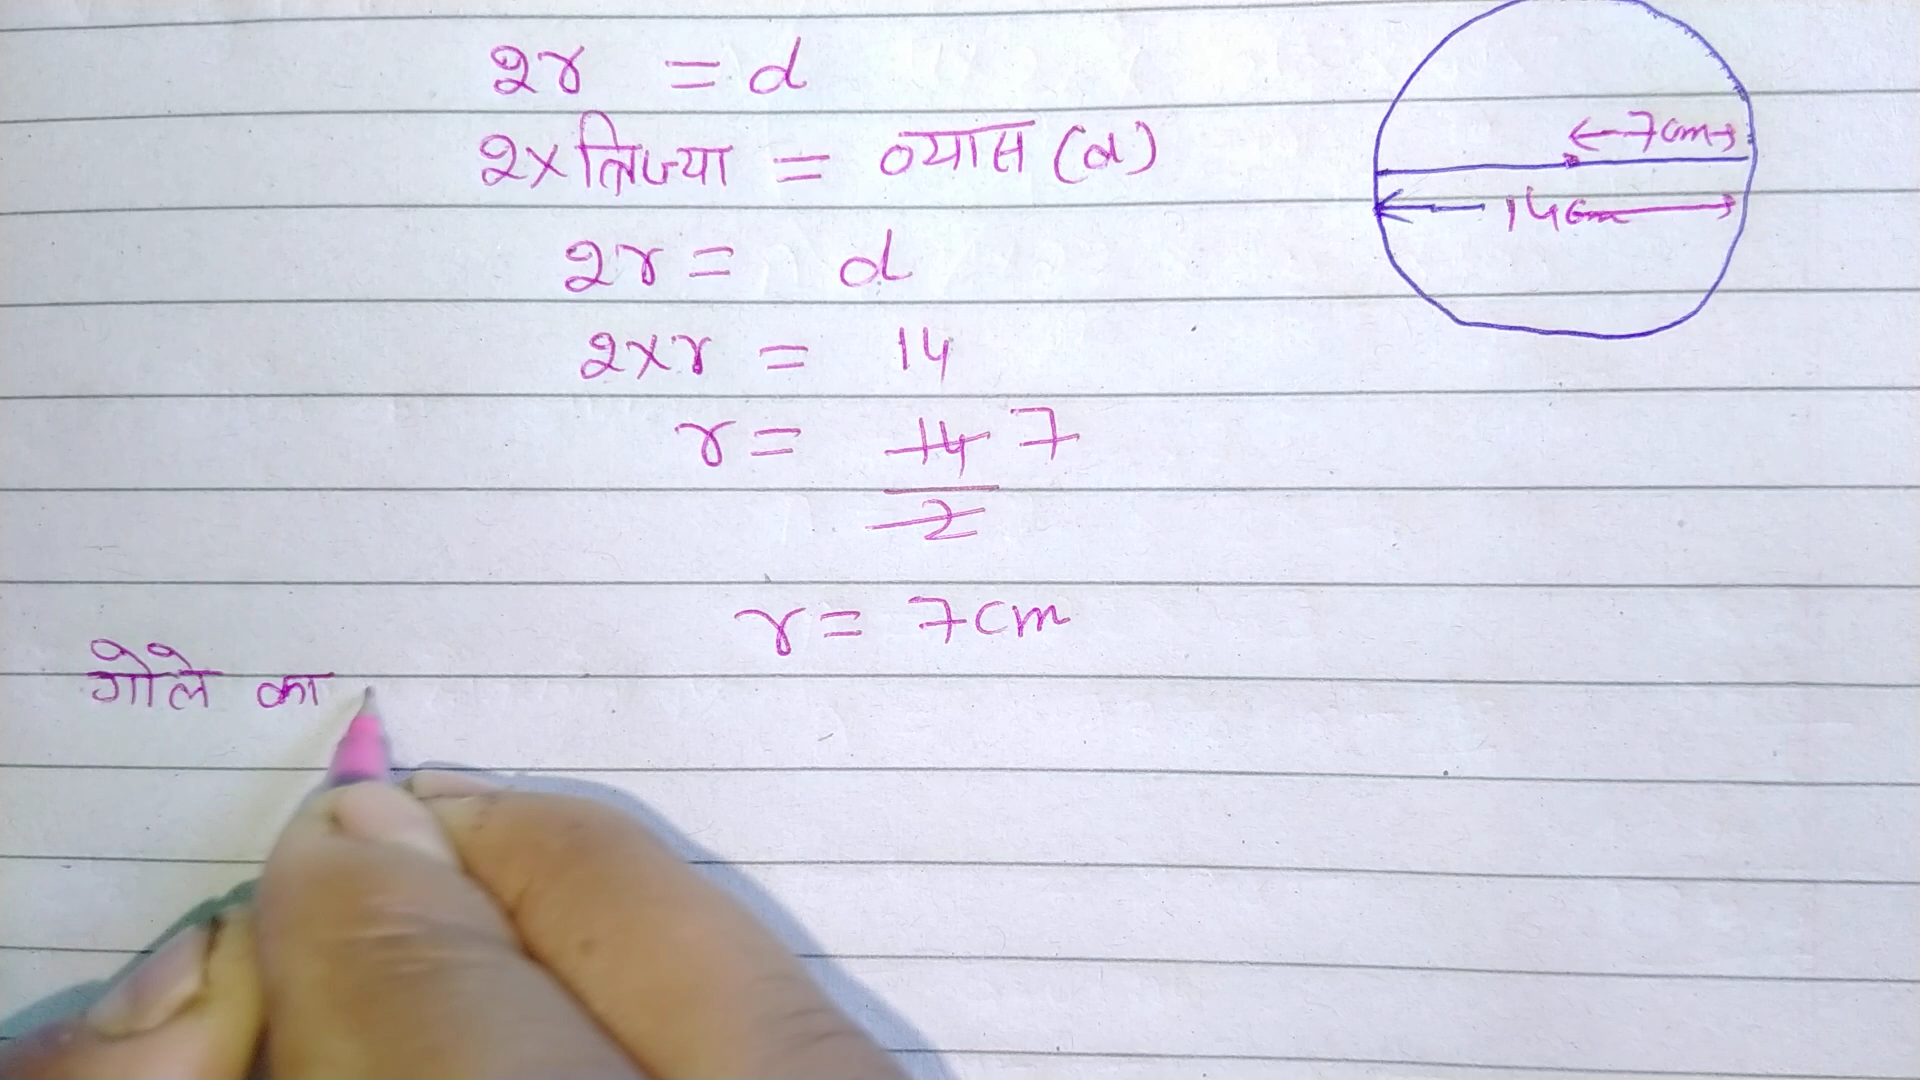 2r = d
2×त्रिज्या = व्यास (d)
2r = d
2×r = 14
r = 14 7
2
r = 7cm
गोले का
7cm
14cm